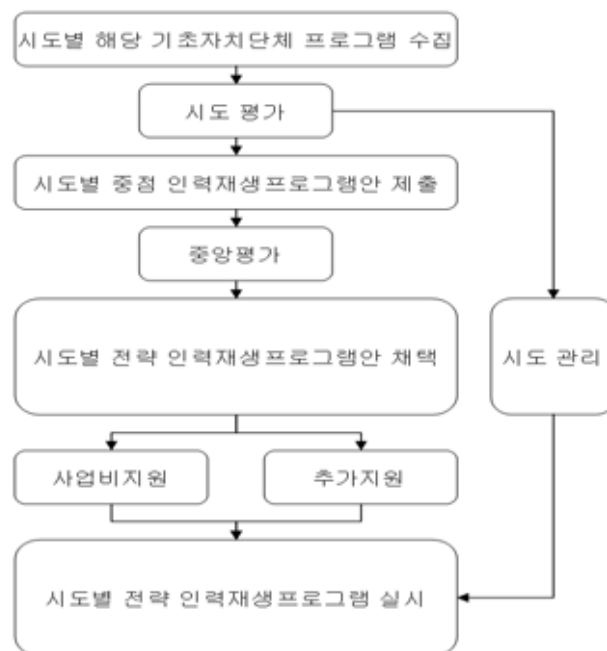 시도별 해당 기초자치단체 프로그램 수집
시도 평가
시도별 중점 인력재생프로그램안 제출
중앙평가
시도별 전략 인력재생프로그램안 채택
시도 관리
사업비지원
추가지원
시도별 전략 인력재생프로그램 실시